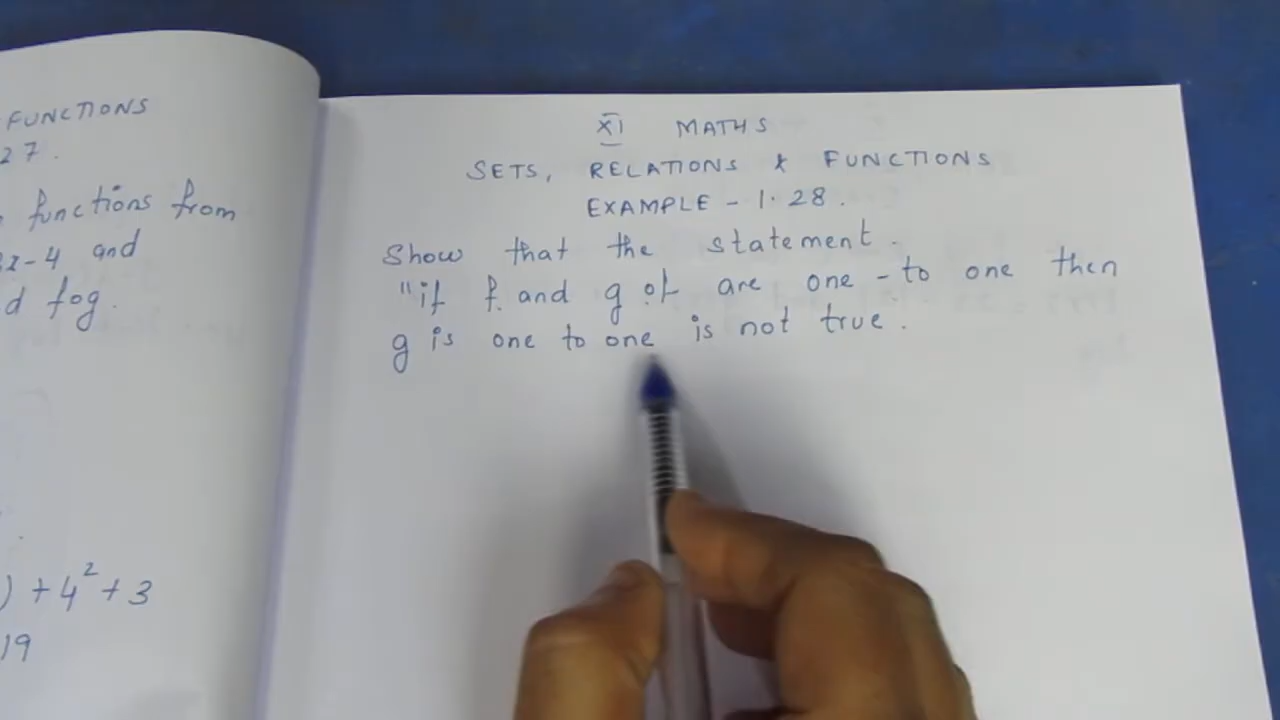 FUNCTIONS
27.
functions from
x-4 and
d fog.
) + 4² + 3
19
XI MATHS
SETS, RELATIONS & FUNCTIONS
EXAMPLE - 1.28.
Show that the statement.
"if f and gof are one-to one then
g is one to one is not true.